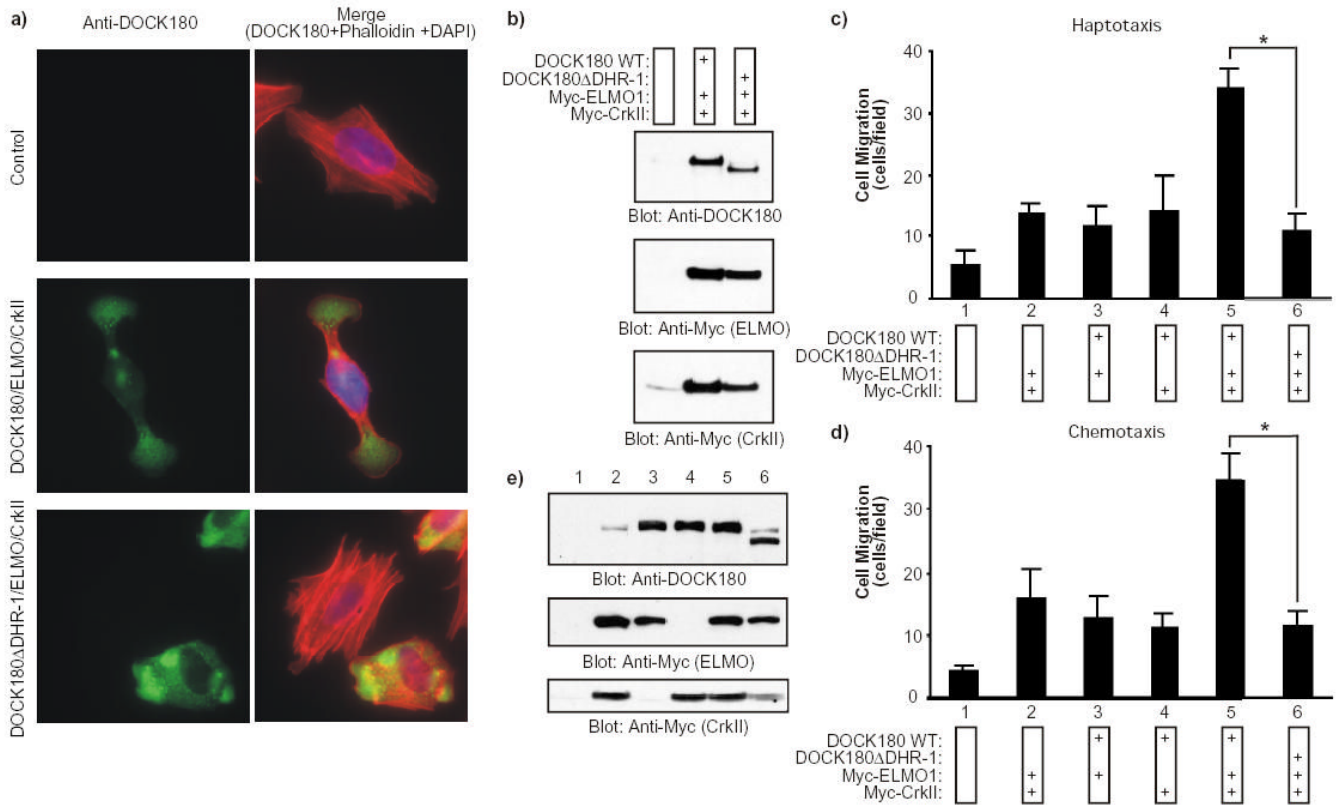 a)
Anti-DOCK180
Merge
(DOCK180+Phalloidin +DAPI)
Control
DOCK180/ELMO/CrkII
DOCK180ΔDHR-1/ELMO/CrkII
b)
DOCK180 WT: +
DOCK180ΔDHR-1: +
Myc-ELMO1: + +
Myc-CrkII: + +
Blot: Anti-DOCK180
Blot: Anti-Myc (ELMO)
Blot: Anti-Myc (CrkII)
e)
1 2 3 4 5 6
Blot: Anti-DOCK180
Blot: Anti-Myc (ELMO)
Blot: Anti-Myc (CrkII)
c)
Haptotaxis
*
Cell Migration
(cells/field)
40
30
20
10
0
1 2 3 4 5 6
DOCK180 WT: + + +
DOCK180ΔDHR-1: +
Myc-ELMO1: + + + +
Myc-CrkII: + + + +
d)
Chemotaxis
*
Cell Migration
(cells/field)
40
30
20
10
0
1 2 3 4 5 6
DOCK180 WT: + + +
DOCK180ΔDHR-1: +
Myc-ELMO1: + + + +
Myc-CrkII: + + + +